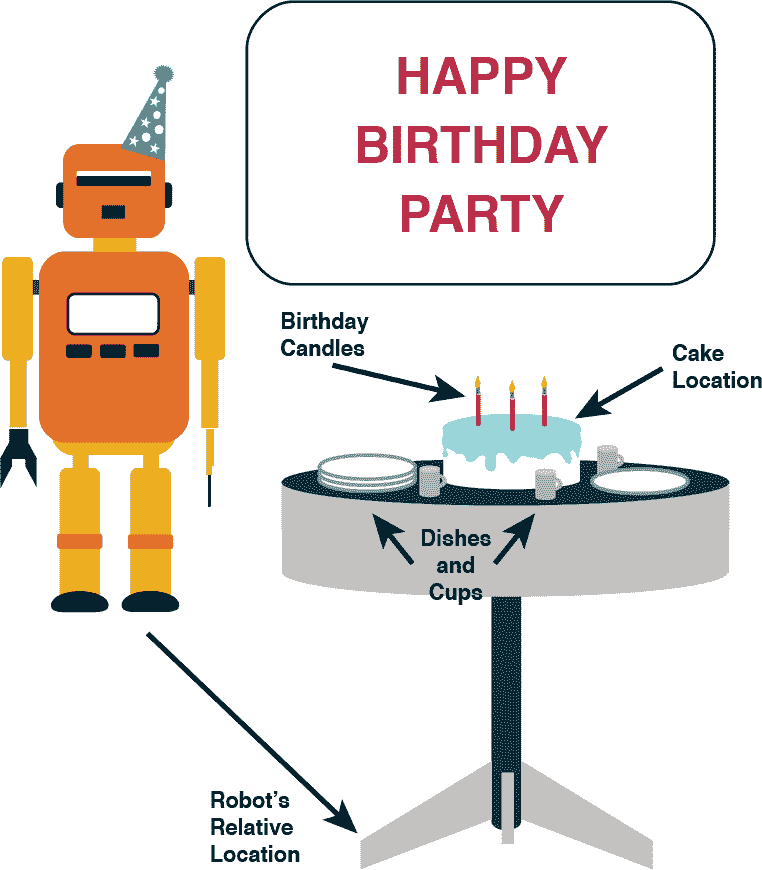 HAPPY
BIRTHDAY
PARTY
Birthday
Candles
Cake
Location
Dishes
and
Cups
Robot's
Relative
Location